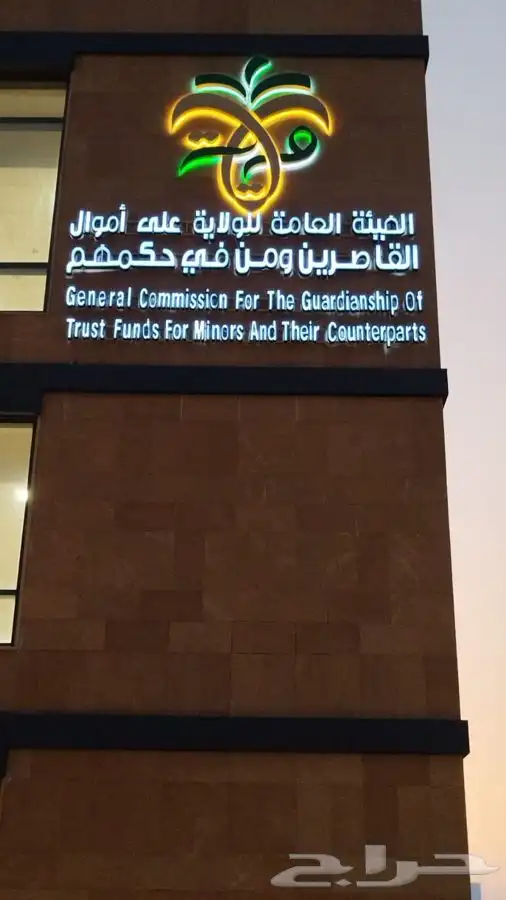 ولاية
الهيئة العامة للولاية على أموال
القاصرين ومن في حكمهم
General Commission For The Guardianship Of
Trust Funds For Minors And Their Counterparts
حراج